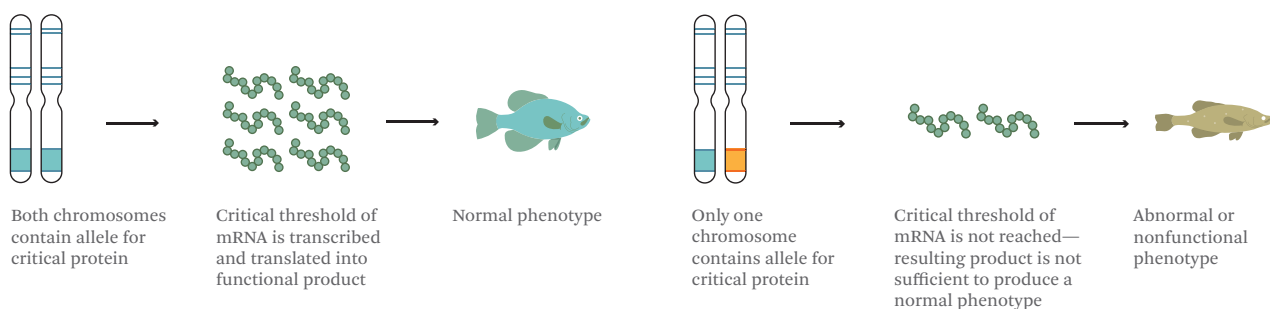 Both chromosomes
contain allele for
critical protein
Critical threshold of
mRNA is transcribed
and translated into
functional product
Normal phenotype
Only one
chromosome
contains allele for
critical protein
Critical threshold of
mRNA is not reached—
resulting product is not
sufficient to produce a
normal phenotype
Abnormal or
nonfunctional
phenotype